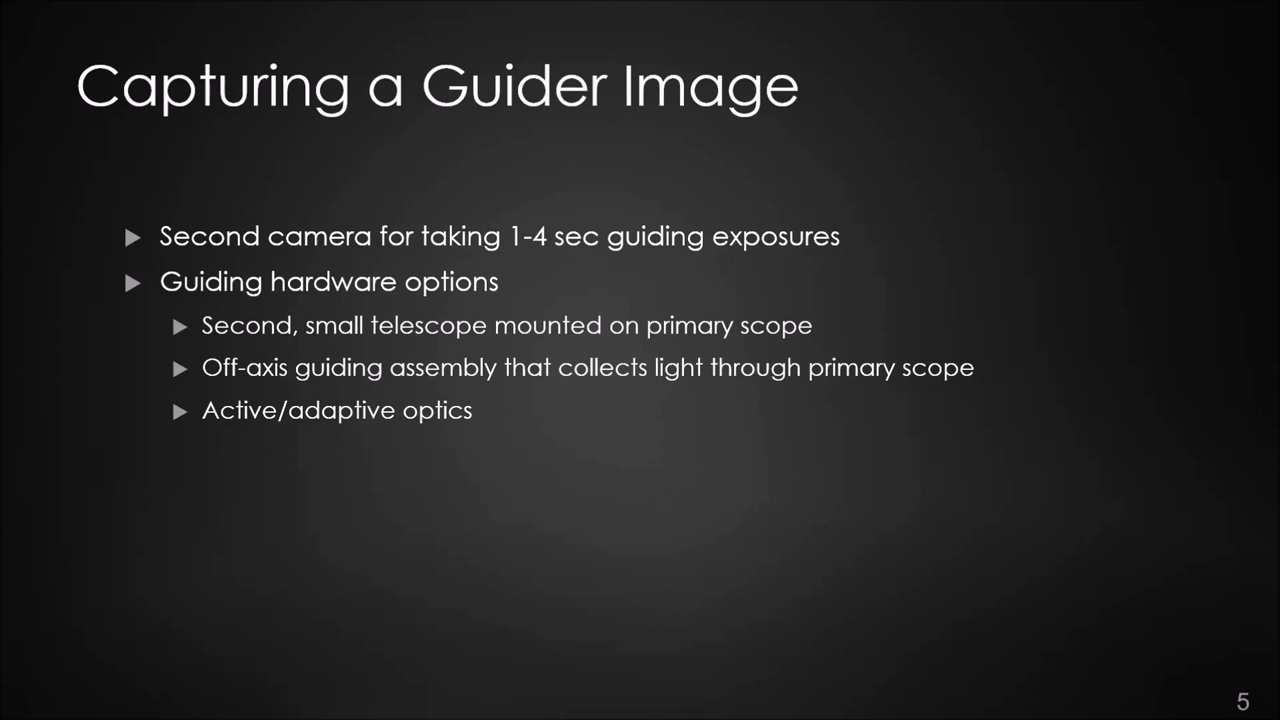 Capturing a Guider Image
Second camera for taking 1-4 sec guiding exposures
Guiding hardware options
Second, small telescope mounted on primary scope
Off-axis guiding assembly that collects light through primary scope
Active/adaptive optics
5